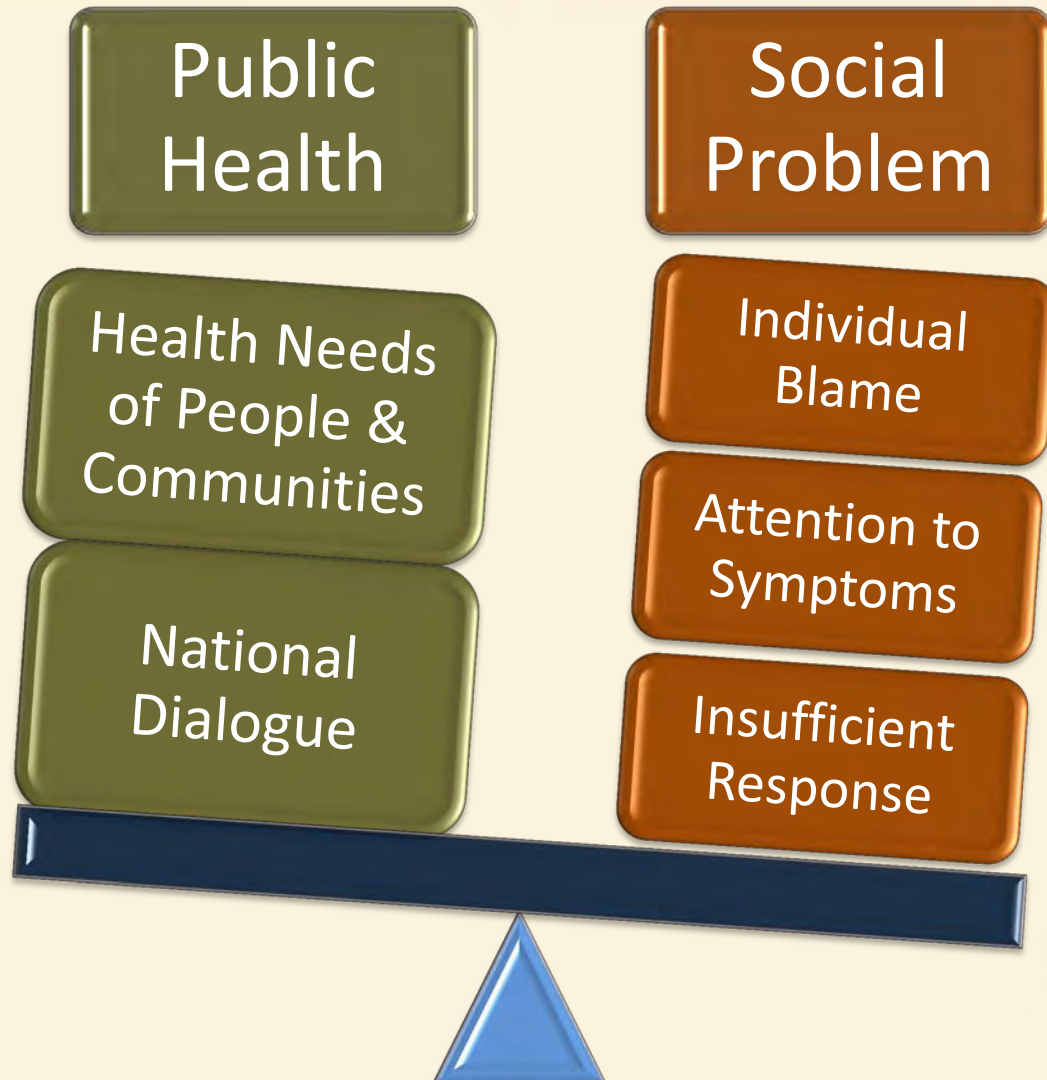 Public
Health
Health Needs
of People &
Communities
National
Dialogue
Social
Problem
Individual
Blame
Attention to
Symptoms
Insufficient
Response